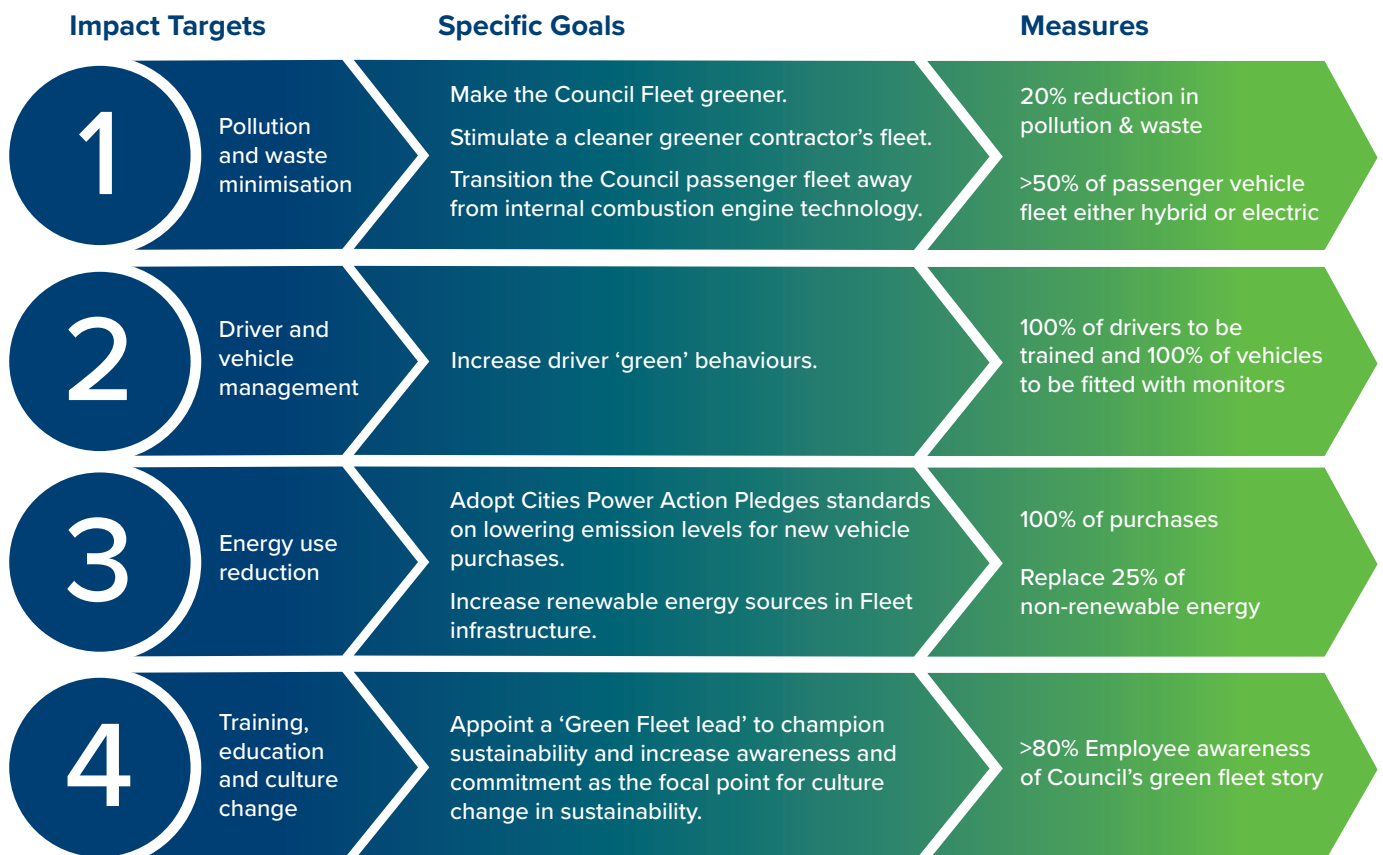 Impact Targets
Specific Goals
Measures
1
Pollution
and waste
minimisation
Make the Council Fleet greener.
Stimulate a cleaner greener contractor’s fleet.
Transition the Council passenger fleet away
from internal combustion engine technology.
20% reduction in
pollution & waste
>50% of passenger vehicle
fleet either hybrid or electric
2
Driver and
vehicle
management
Increase driver ‘green’ behaviours.
100% of drivers to be
trained and 100% of vehicles
to be fitted with monitors
3
Energy use
reduction
Adopt Cities Power Action Pledges standards
on lowering emission levels for new vehicle
purchases.
Increase renewable energy sources in Fleet
infrastructure.
100% of purchases
Replace 25% of
non-renewable energy
4
Training,
education
and culture
change
Appoint a ‘Green Fleet lead’ to champion
sustainability and increase awareness and
commitment as the focal point for culture
change in sustainability.
>80% Employee awareness
of Council’s green fleet story